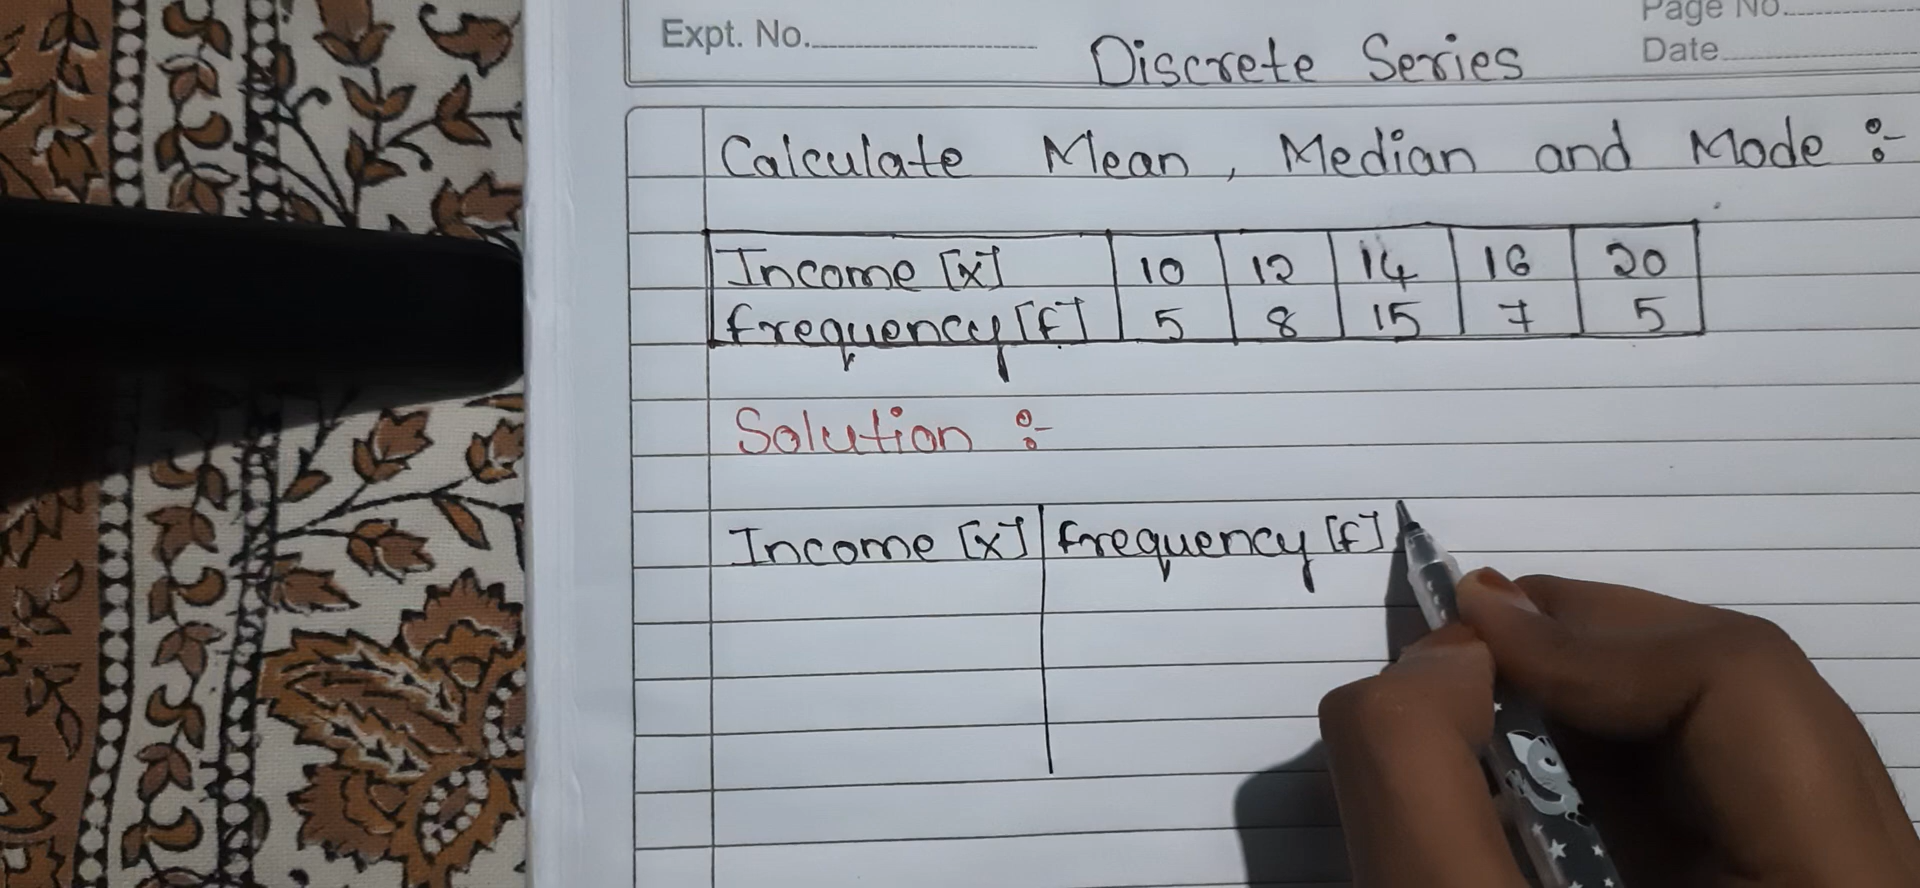 Expt. No.
Page No.
Date
Discrete Series
Calculate Mean, Median and Mode :-
Income [x] 10 12 14 16 20
Frequency [f] 5 8 15 7 5
Solution :-
Income [x] Frequency [f]